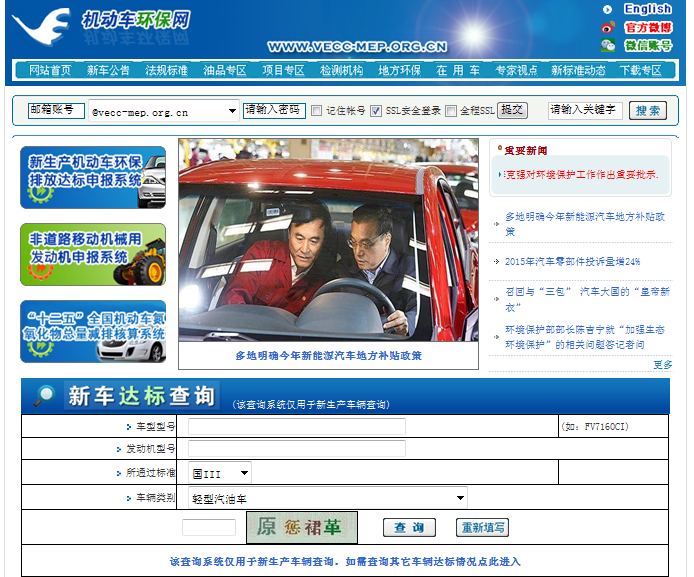 机动车环保网
WWW.VECC-MEP.ORG.CN
English
官方微博
微信账号
网站首页 新车公告 法规标准 油品专区 项目专区 检测机构 地方环保 在 用 车 专家视点 新标准动态 下载专区
邮箱账号 @vecc-mep.org.cn 请输入密码 记住帐号 SSL安全登录 全程SSL 提交 请输入关键字 搜 索
新生产机动车环保
排放达标申报系统
非道路移动机械用
发动机申报系统
“十二五”全国机动车氮
氧化物总量减排核算系统
多地明确今年新能源汽车地方补贴政策
重要新闻
克强对环境保护工作作出重要批示.
多地明确今年新能源汽车地方补贴政
策
2015年汽车零部件投诉量增24%
召回与“三包” 汽车大国的“皇帝新
衣”
环境保护部部长陈吉宁就“加强生态
环境保护”的相关问题答记者问
更多
新车达标查询 (该查询系统仅用于新生产车辆查询)
车型型号 (如: FV7160CI)
发动机型号
所通过标准 国III
车辆类别 轻型汽油车
原 惩 裙 革 查 询 重新填写
该查询系统仅用于新生产车辆查询。如需查询其它车辆达标情况点此进入